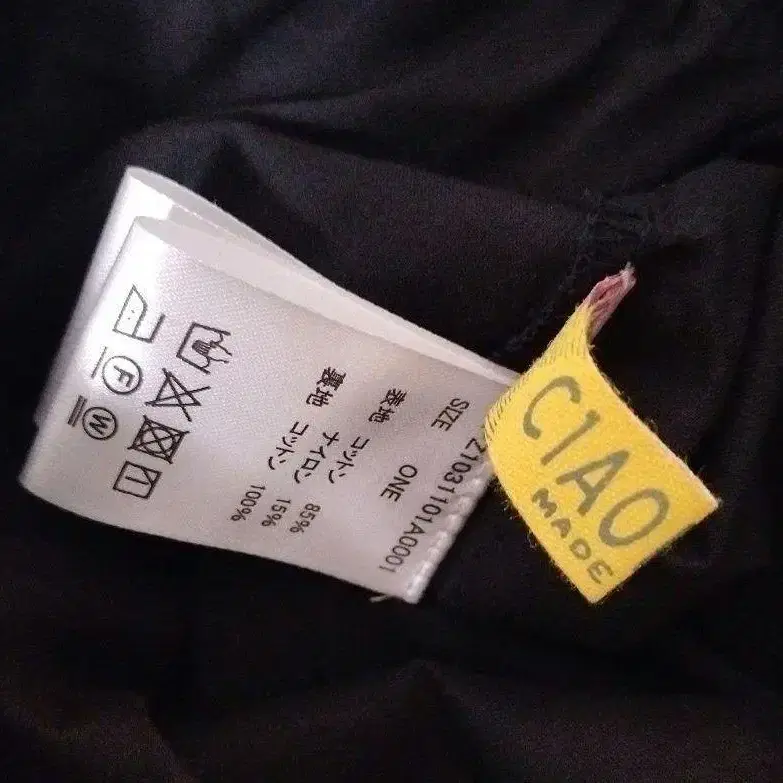 21031101A0001
SIZE ONE
表地 コットン 85%
ナイロン 15%
裏地 コットン 100%
F
W
C1AO
MADE